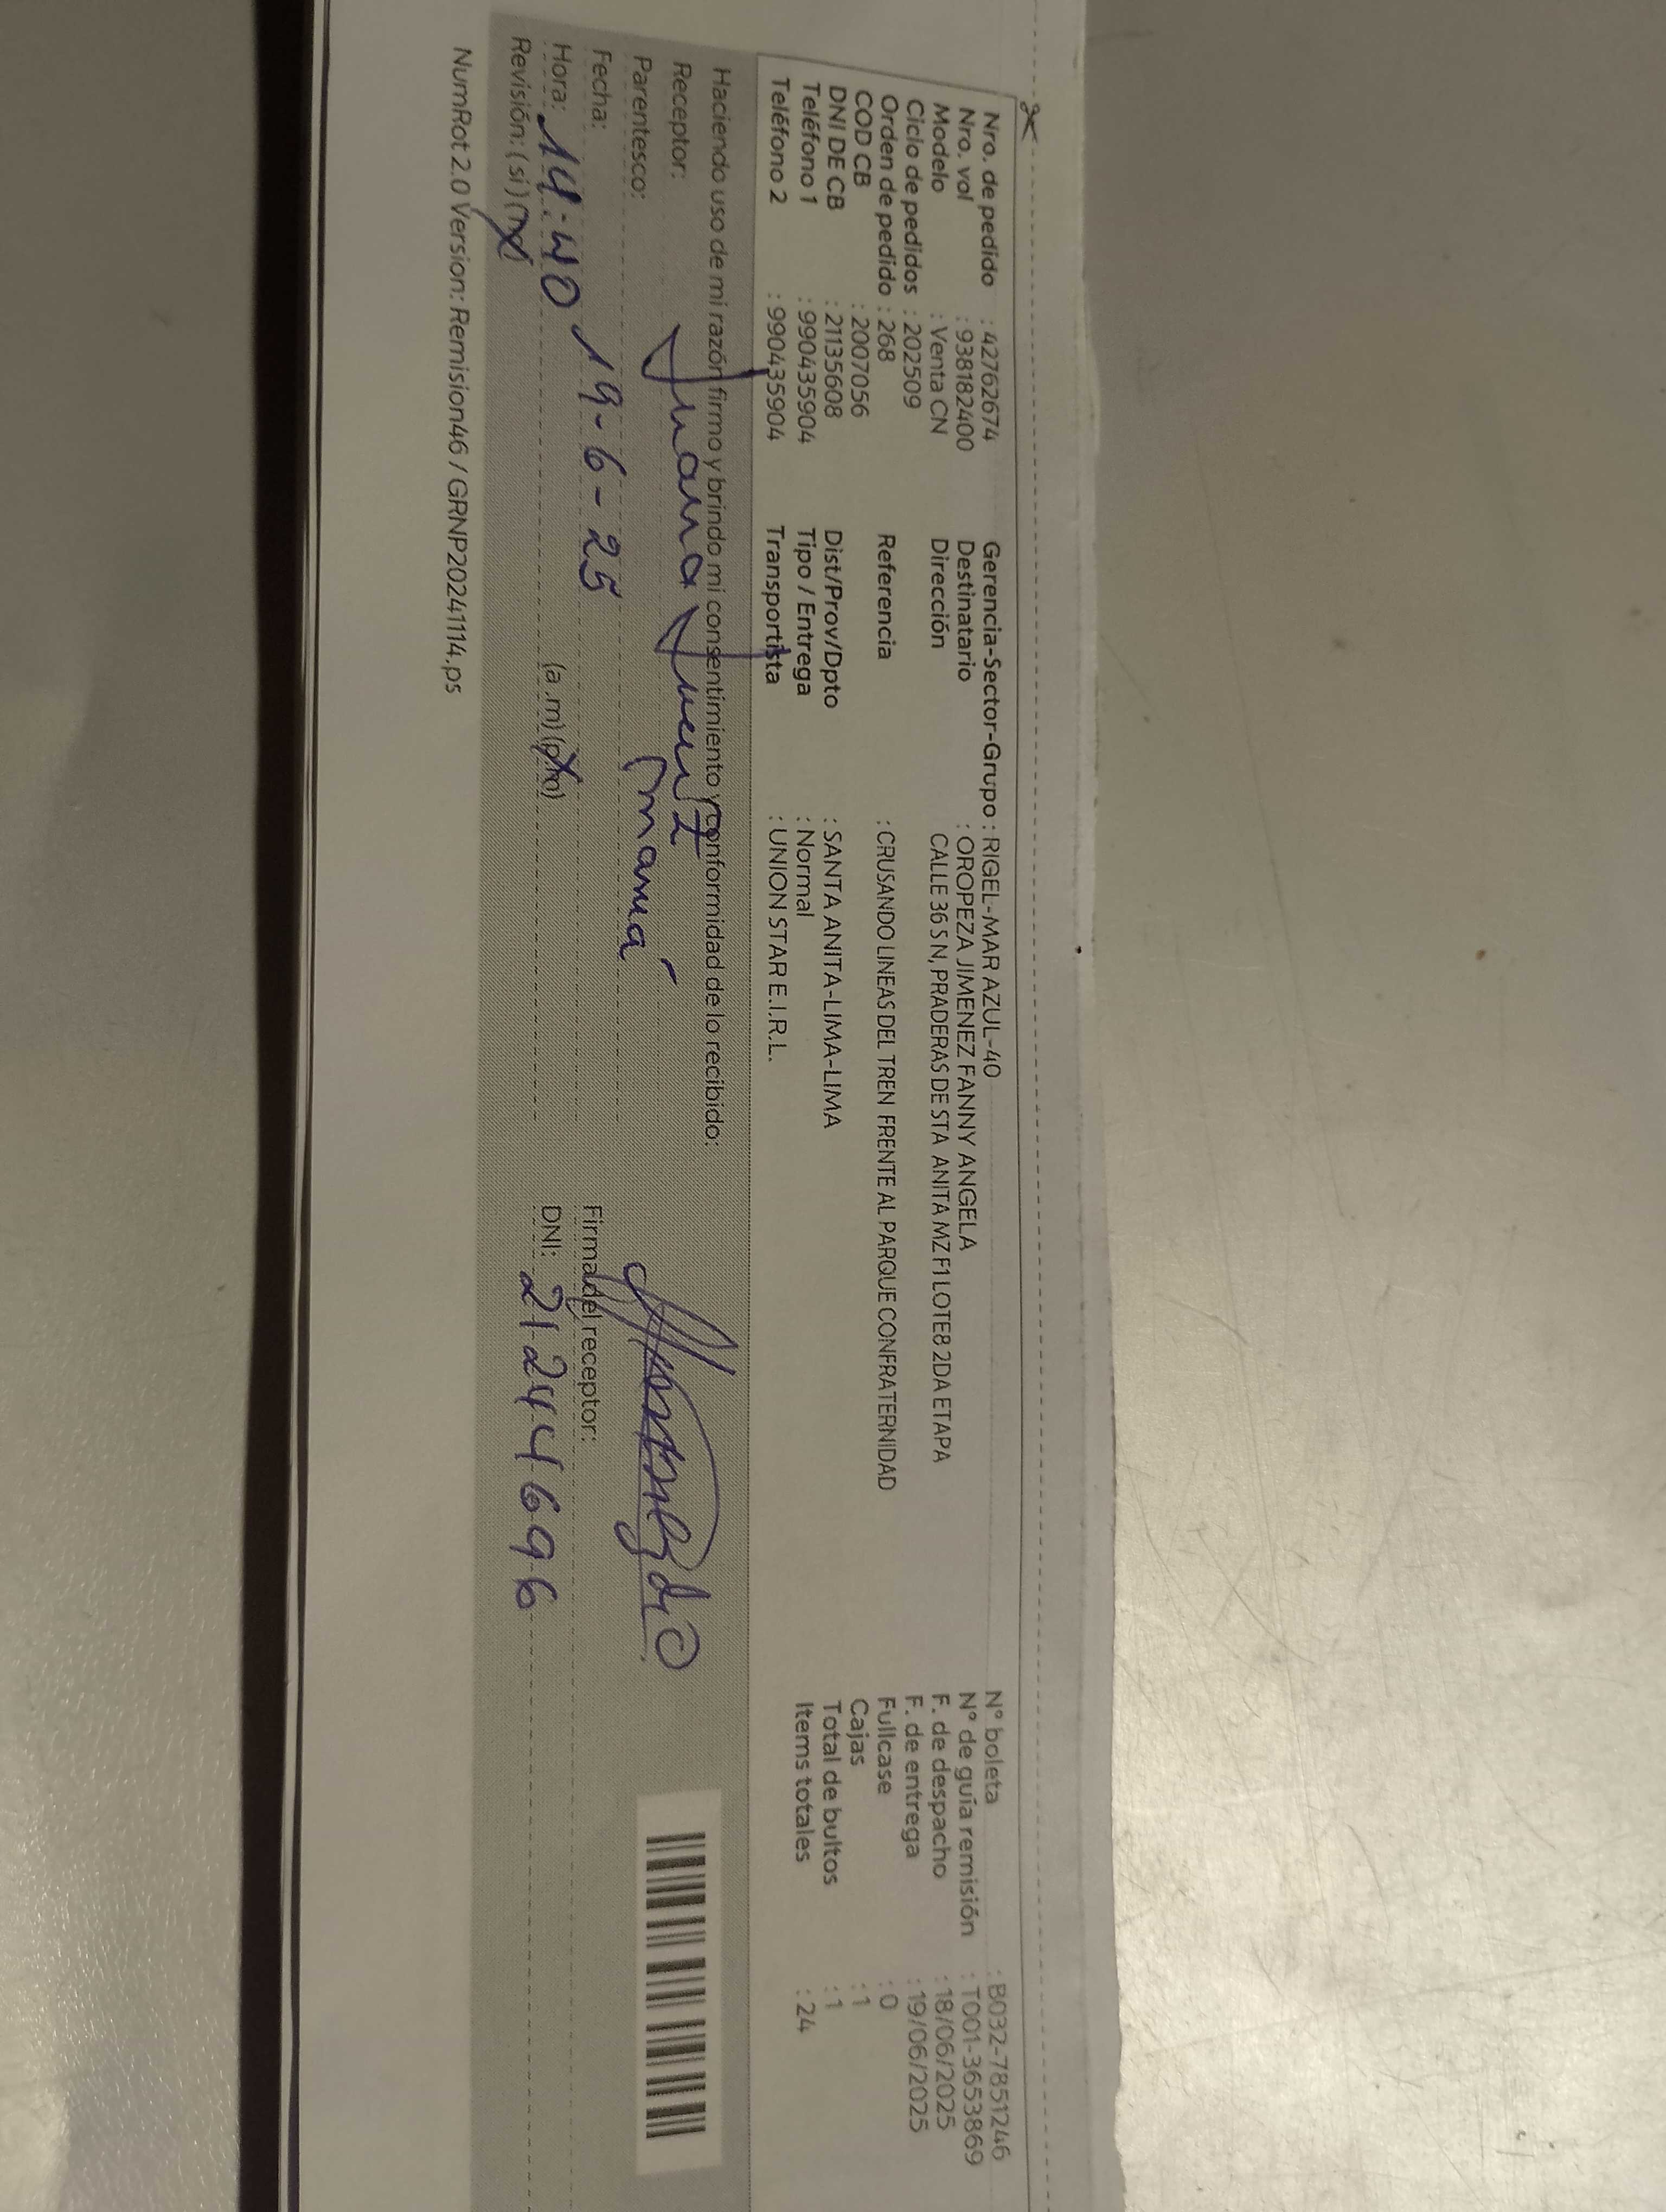 Nro. de pedido : 42762674 Gerencia-Sector-Grupo : RIGEL-MAR AZUL-40 N° boleta : B032-7851246
Nro. vol : 938182400 Destinatario : OROPEZA JIMENEZ FANNY ANGELA N° de guía remisión : T001-3653869
Modelo : Venta CN Dirección CALLE 36 S N, PRADERAS DE STA ANITA MZ F1 LOTE8 2DA ETAPA F. de despacho : 18/06/2025
Ciclo de pedidos : 202509 F. de entrega : 19/06/2025
Orden de pedido : 268 Referencia : CRUSANDO LINEAS DEL TREN FRENTE AL PARQUE CONFRATERNIDAD Fullcase : 0
COD CB : 2007056 Cajas : 1
DNI DE CB : 21135608 Dist/Prov/Dpto : SANTA ANITA-LIMA-LIMA Total de bultos : 1
Teléfono 1 : 990435904 Tipo / Entrega : Normal Items totales : 24
Teléfono 2 : 990435904 Transportista : UNION STAR E.I.R.L.
Haciendo uso de mi razón firmo y brindo mi consentimiento y conformidad de lo recibido:
Receptor: Juana
Parentesco: mamá
Fecha: 19-6-25 Firma del receptor:
Hora: 14:40 (a.m) (p.m) DNI: 21244696
Revisión: (si) (no)
NumRot 2.0 Version: Remision46 / GRNP20241114.ps